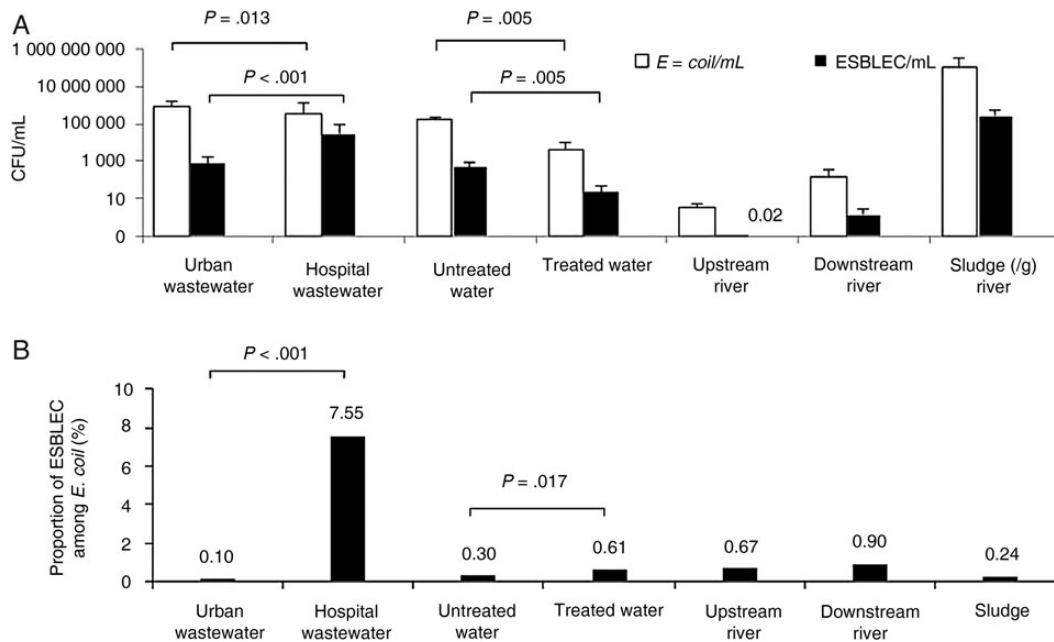 A
P = .013
P = .005
1 000 000 000
E = coil/mL
ESBLEC/mL
10 000 000
P < .001
P = .005
100 000
CFU/mL
1 000
10
0.02
0
Urban wastewater
Hospital wastewater
Untreated water
Treated water
Upstream river
Downstream river
Sludge (/g) river
B
P < .001
10
7.55
8
6
P = .017
4
2
0.10
0.30
0.61
0.67
0.90
0.24
0
Proportion of ESBLEC
among E. coil (%)
Urban wastewater
Hospital wastewater
Untreated water
Treated water
Upstream river
Downstream river
Sludge